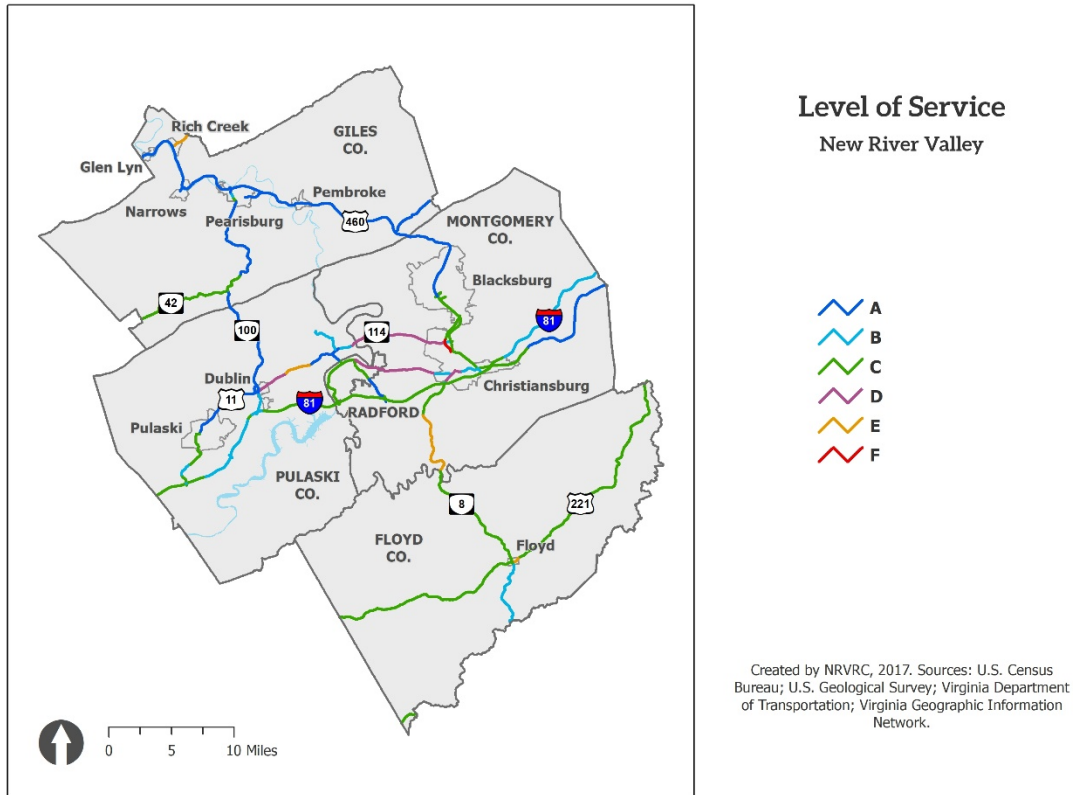 Level of Service
New River Valley
Rich Creek
GILES
CO.
Glen Lyn
Pembroke
Narrows
Pearisburg
460
MONTGOMERY
CO.
Blacksburg
42
81
100
114
Dublin
Christiansburg
11
81
RADFORD
Pulaski
PULASKI
CO.
8
221
FLOYD
CO.
Floyd
A
B
C
D
E
F
Created by NRVRC, 2017. Sources: U.S. Census
Bureau; U.S. Geological Survey; Virginia Department
of Transportation; Virginia Geographic Information
Network.
0 5 10 Miles